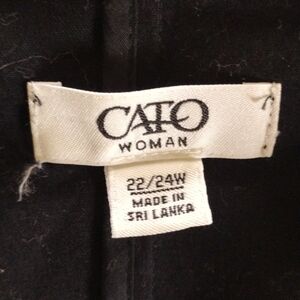 CATO
WOMAN
22/24W
MADE IN
SRI LANKA